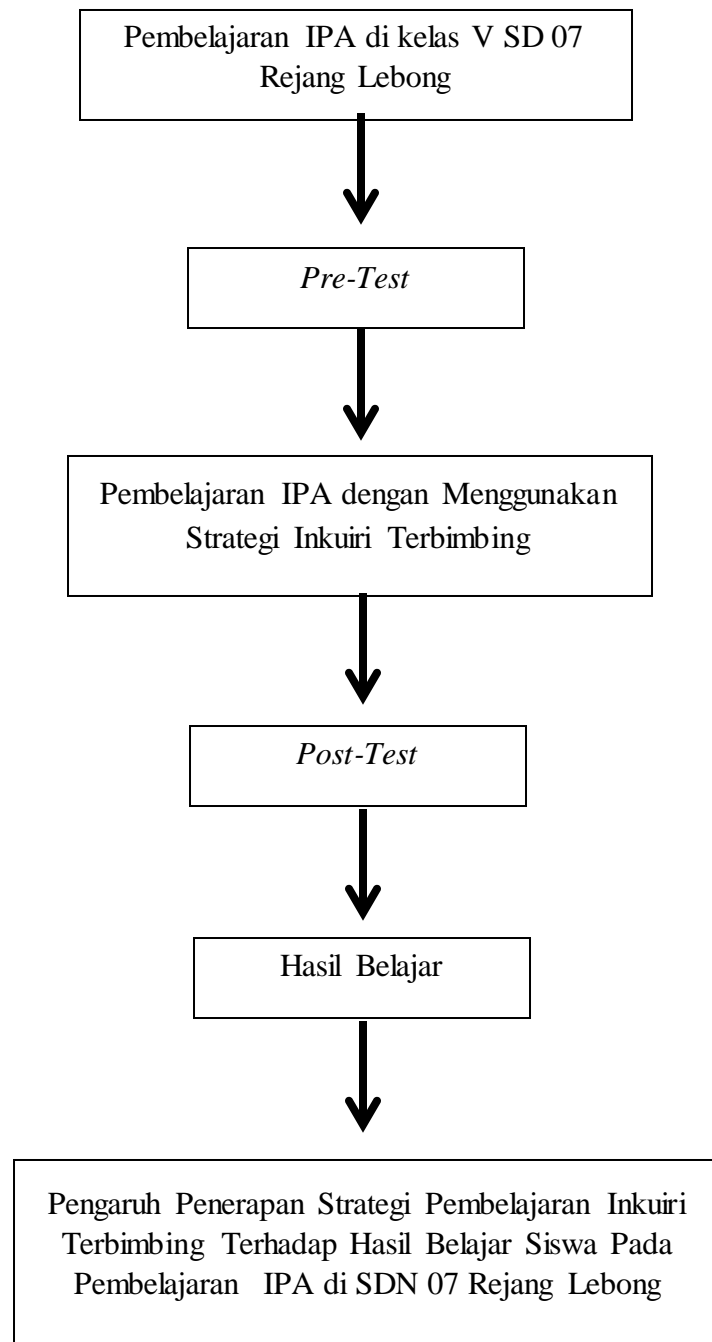 Pembelajaran IPA di kelas V SD 07
Rejang Lebong
Pre-Test
Pembelajaran IPA dengan Menggunakan
Strategi Inkuiri Terbimbing
Post-Test
Hasil Belajar
Pengaruh Penerapan Strategi Pembelajaran Inkuiri
Terbimbing Terhadap Hasil Belajar Siswa Pada
Pembelajaran IPA di SDN 07 Rejang Lebong